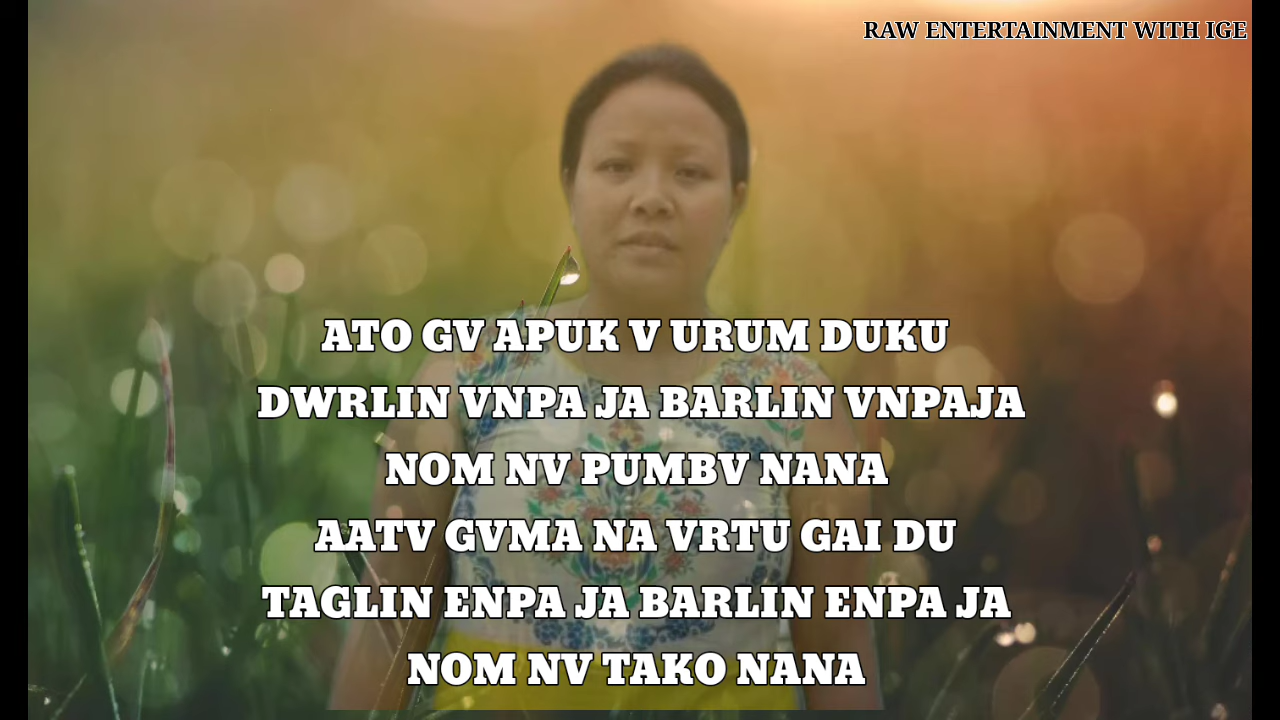 RAW ENTERTAINMENT WITH IGE
ATO GV APUK V URUM DUKU
DWRLIN VNPA JA BARLIN VNPAJA
NOM NV PUMBV NANA
AATV GVMA NA VRTU GAI DU
TAGLIN ENPA JA BARLIN ENPA JA
NOM NV TAKO NANA